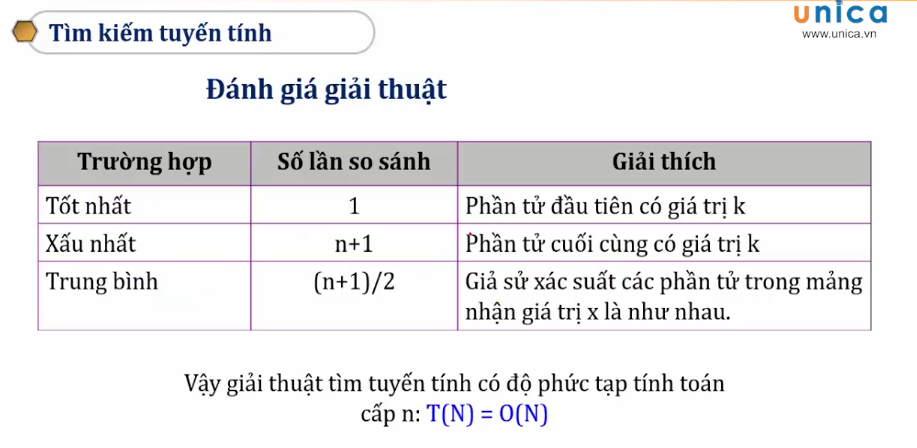 Tìm kiếm tuyến tính
unica
www.unica.vn
Đánh giá giải thuật
Trường hợp Số lần so sánh Giải thích
Tốt nhất 1 Phần tử đầu tiên có giá trị k
Xấu nhất n+1 Phần tử cuối cùng có giá trị k
Trung bình (n+1)/2 Giả sử xác suất các phần tử trong mảng
nhận giá trị x là như nhau.
Vậy giải thuật tìm tuyến tính có độ phức tạp tính toán
cấp n: T(N) = O(N)